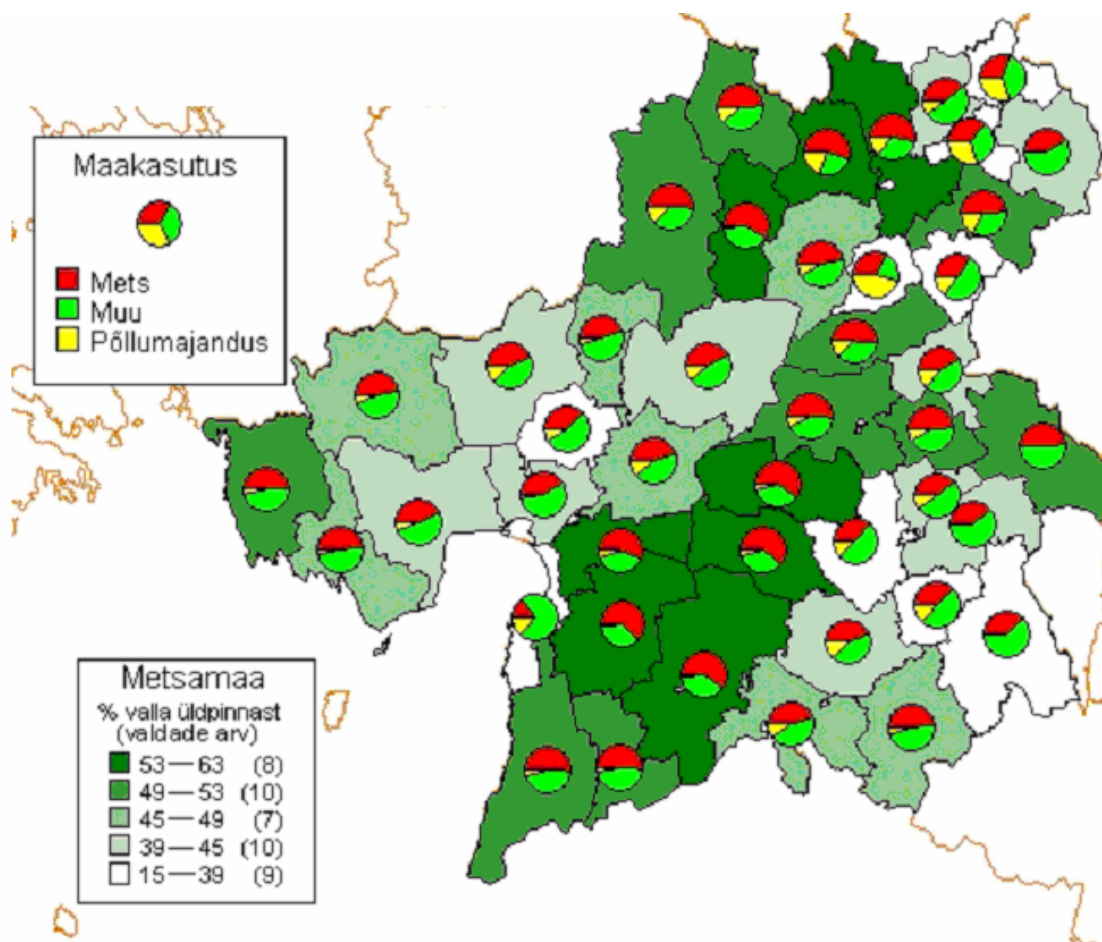 Maakasutus
Mets
Muu
Põllumajandus
Metsamaa
% valla üldpinnast
(valdade arv)
53 — 63 (8)
49 — 53 (10)
45 — 49 (7)
39 — 45 (10)
15 — 39 (9)